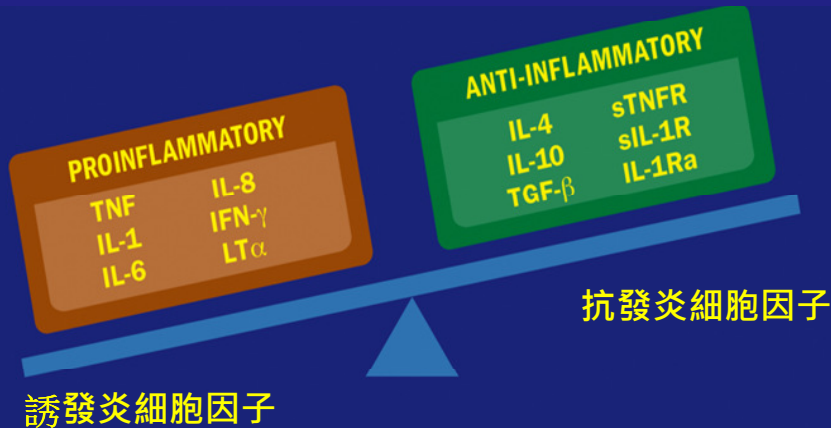 PROINFLAMMATORY
TNF
IL-1
IL-6
IL-8
IFN-γ
LTα
ANTI-INFLAMMATORY
IL-4
IL-10
TGF-β
sTNFR
sIL-1R
IL-1Ra
抗發炎細胞因子
誘發炎細胞因子